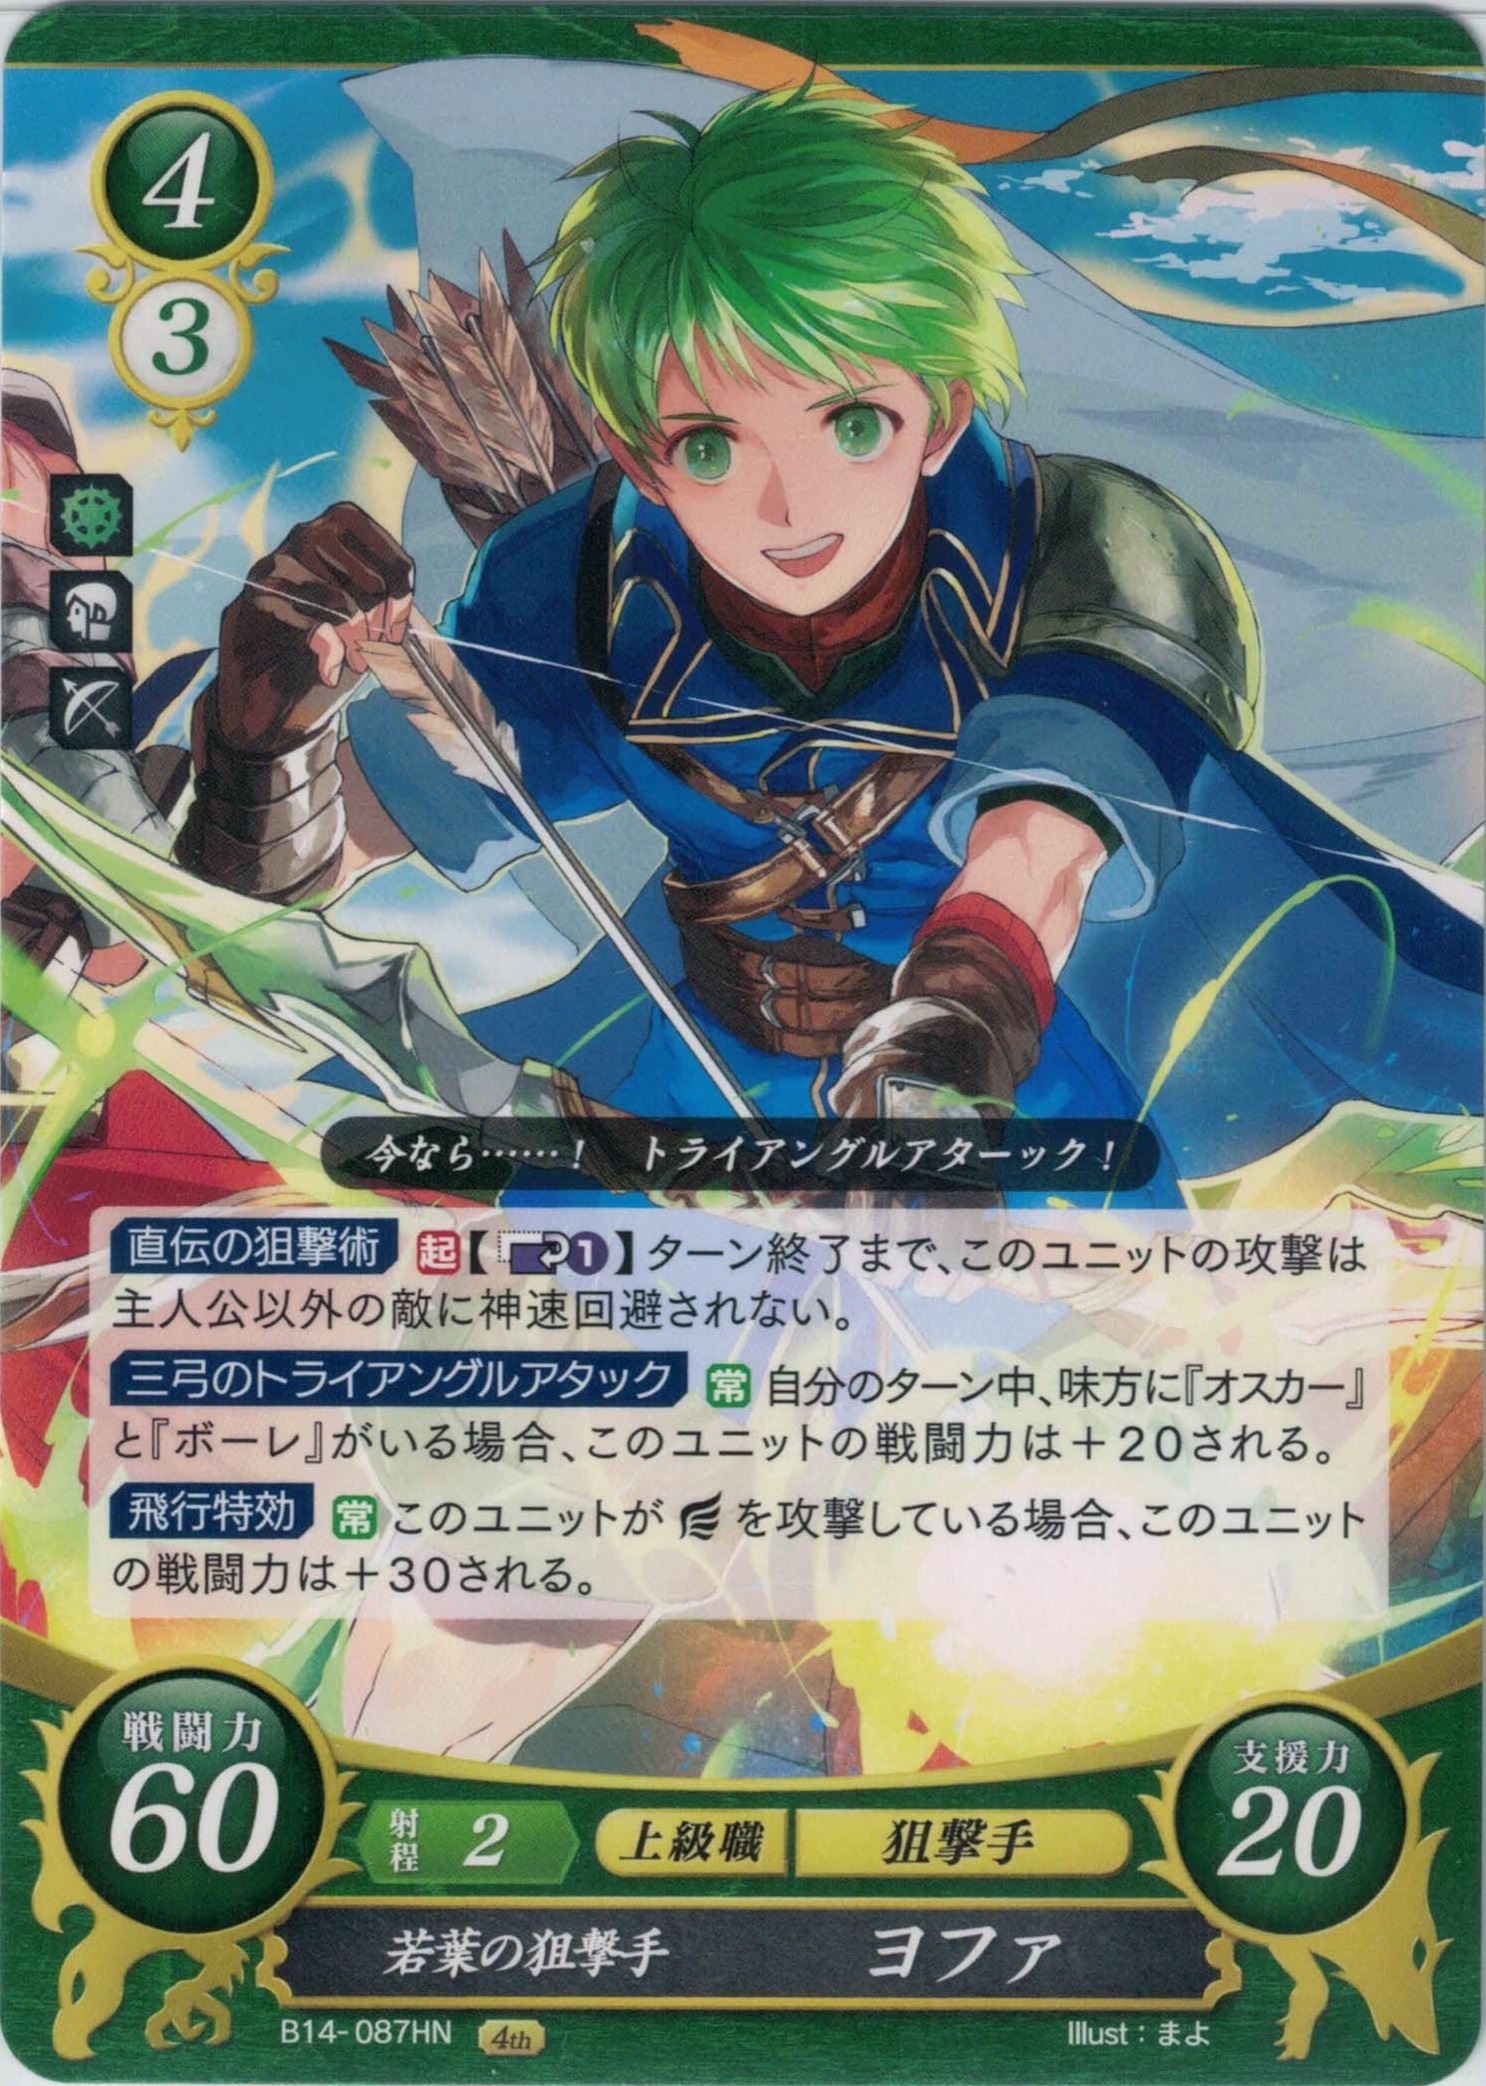 4
3
今なら……！　トライアングルアターック！
直伝の狙撃術 起【 1】ターン終了まで、このユニットの攻撃は
主人公以外の敵に神速回避されない。
三弓のトライアングルアタック 常 自分のターン中、味方に『オスカー』
と『ボーレ』がいる場合、このユニットの戦闘力は＋20される。
飛行特効 常 このユニットが を攻撃している場合、このユニット
の戦闘力は＋30される。
戦闘力
60
射程 2
上級職 狙撃手
支援力
20
若葉の狙撃手 ヨファ
B14-087HN 4th Illust：まよ